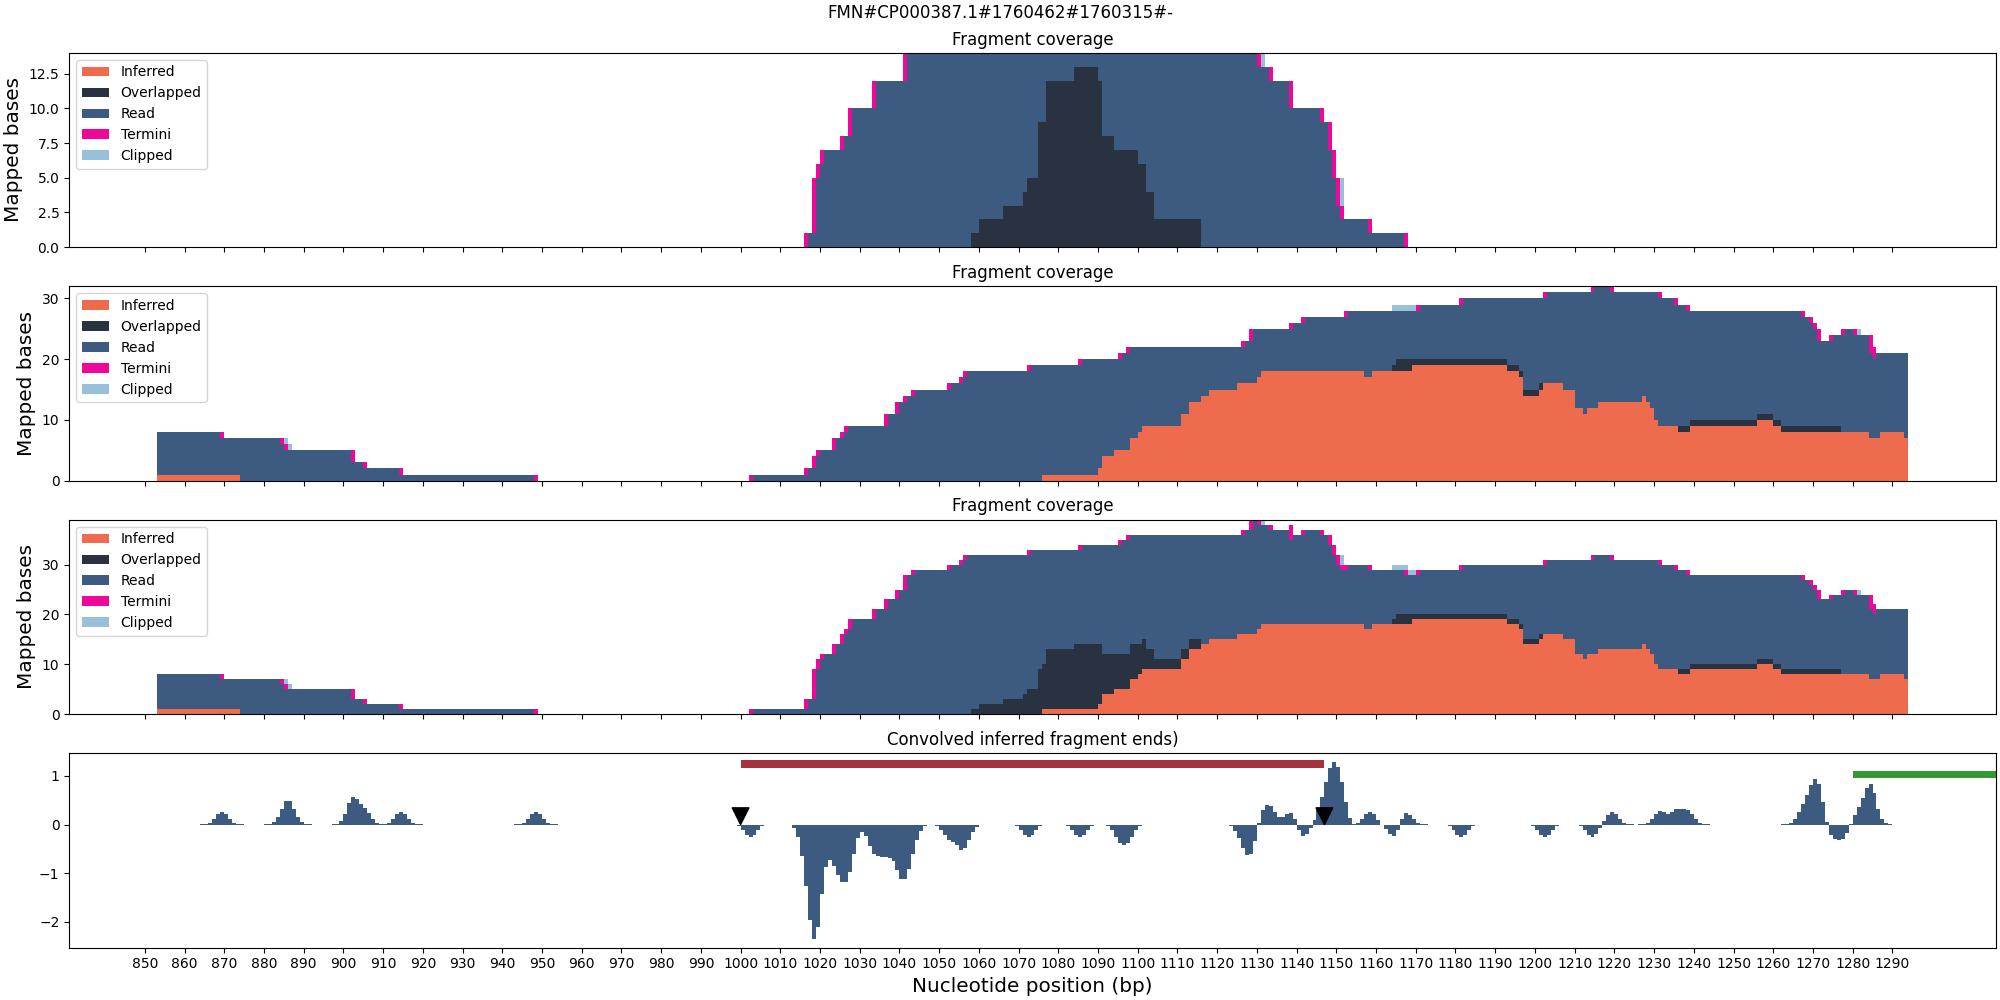 FMN#CP000387.1#1760462#1760315#-
Fragment coverage
Mapped bases
12.5
10.0
7.5
5.0
2.5
0.0
Inferred
Overlapped
Read
Termini
Clipped
Fragment coverage
Mapped bases
30
20
10
0
Inferred
Overlapped
Read
Termini
Clipped
Fragment coverage
Mapped bases
30
20
10
0
Inferred
Overlapped
Read
Termini
Clipped
Convolved inferred fragment ends)
1
0
−1
−2
850 860 870 880 890 900 910 920 930 940 950 960 970 980 990 1000 1010 1020 1030 1040 1050 1060 1070 1080 1090 1100 1110 1120 1130 1140 1150 1160 1170 1180 1190 1200 1210 1220 1230 1240 1250 1260 1270 1280 1290
Nucleotide position (bp)